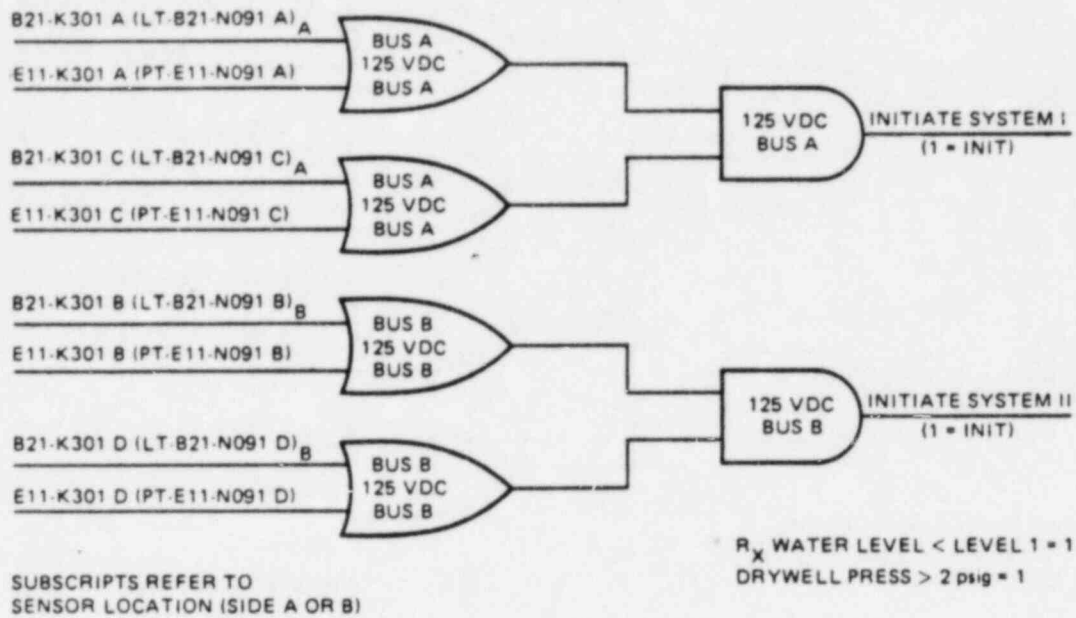 B21-K301 A (LT-B21-N091 A)A
E11-K301 A (PT-E11-N091 A)
BUS A
125 VDC
BUS A
B21-K301 C (LT-B21-N091 C)A
E11-K301 C (PT-E11-N091 C)
BUS A
125 VDC
BUS A
125 VDC
BUS A
INITIATE SYSTEM I
(1 = INIT)
B21-K301 B (LT-B21-N091 B)B
E11-K301 B (PT-E11-N091 B)
BUS B
125 VDC
BUS B
B21-K301 D (LT-B21-N091 D)B
E11-K301 D (PT-E11-N091 D)
BUS B
125 VDC
BUS B
125 VDC
BUS B
INITIATE SYSTEM II
(1 = INIT)
RX WATER LEVEL < LEVEL 1 = 1
DRYWELL PRESS > 2 psig = 1
SUBSCRIPTS REFER TO
SENSOR LOCATION (SIDE A OR B)